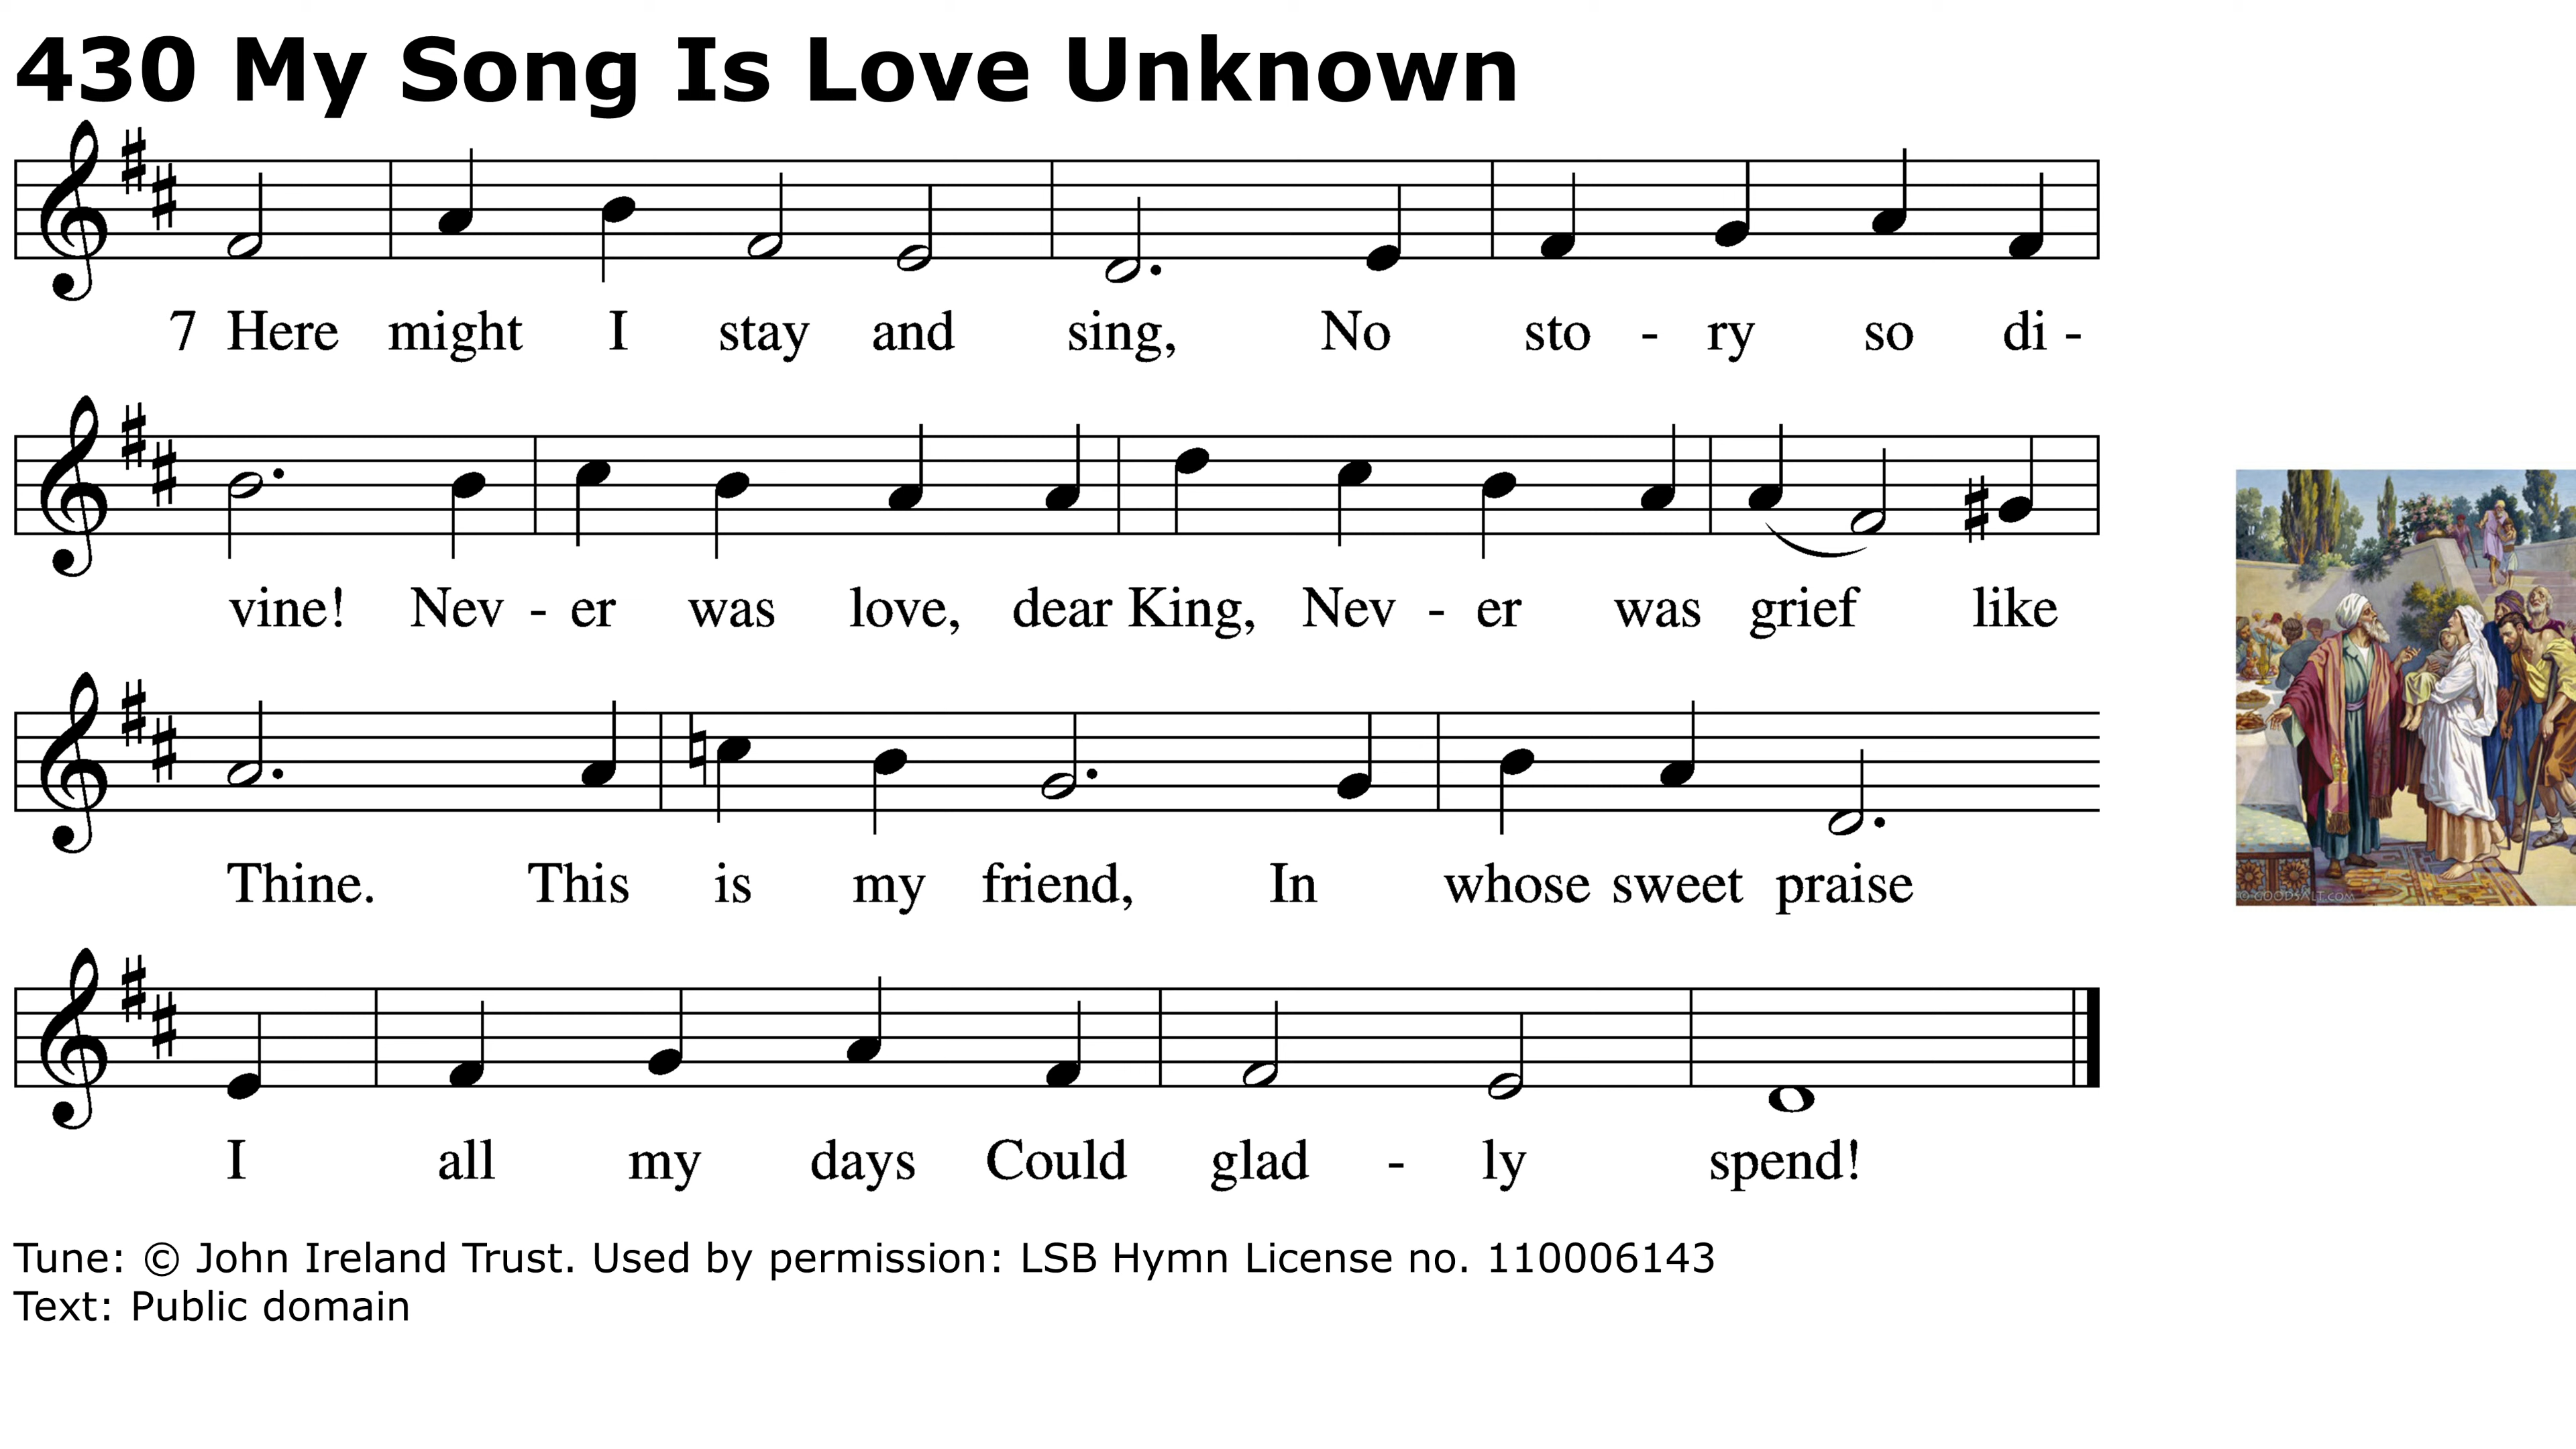 430 My Song Is Love Unknown
7 Here might I stay and sing, No sto - ry so di -
vine! Nev - er was love, dear King, Nev - er was grief like
Thine. This is my friend, In whose sweet praise
I all my days Could glad - ly spend!
© GOODSALT.COM
Tune: © John Ireland Trust. Used by permission: LSB Hymn License no. 110006143
Text: Public domain